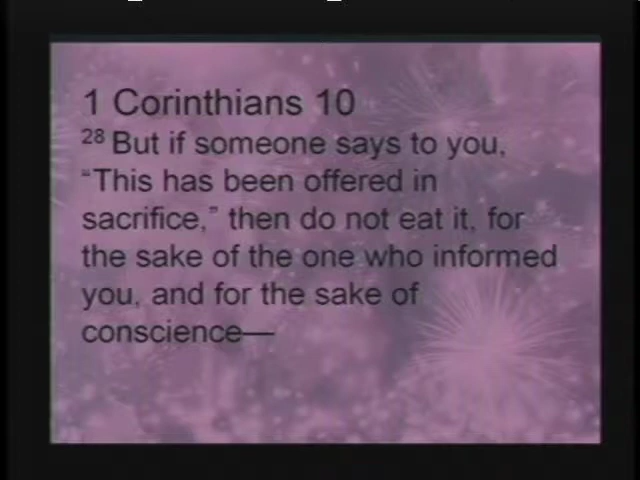 1 Corinthians 10
28 But if someone says to you,
“This has been offered in
sacrifice,” then do not eat it, for
the sake of the one who informed
you, and for the sake of
conscience—